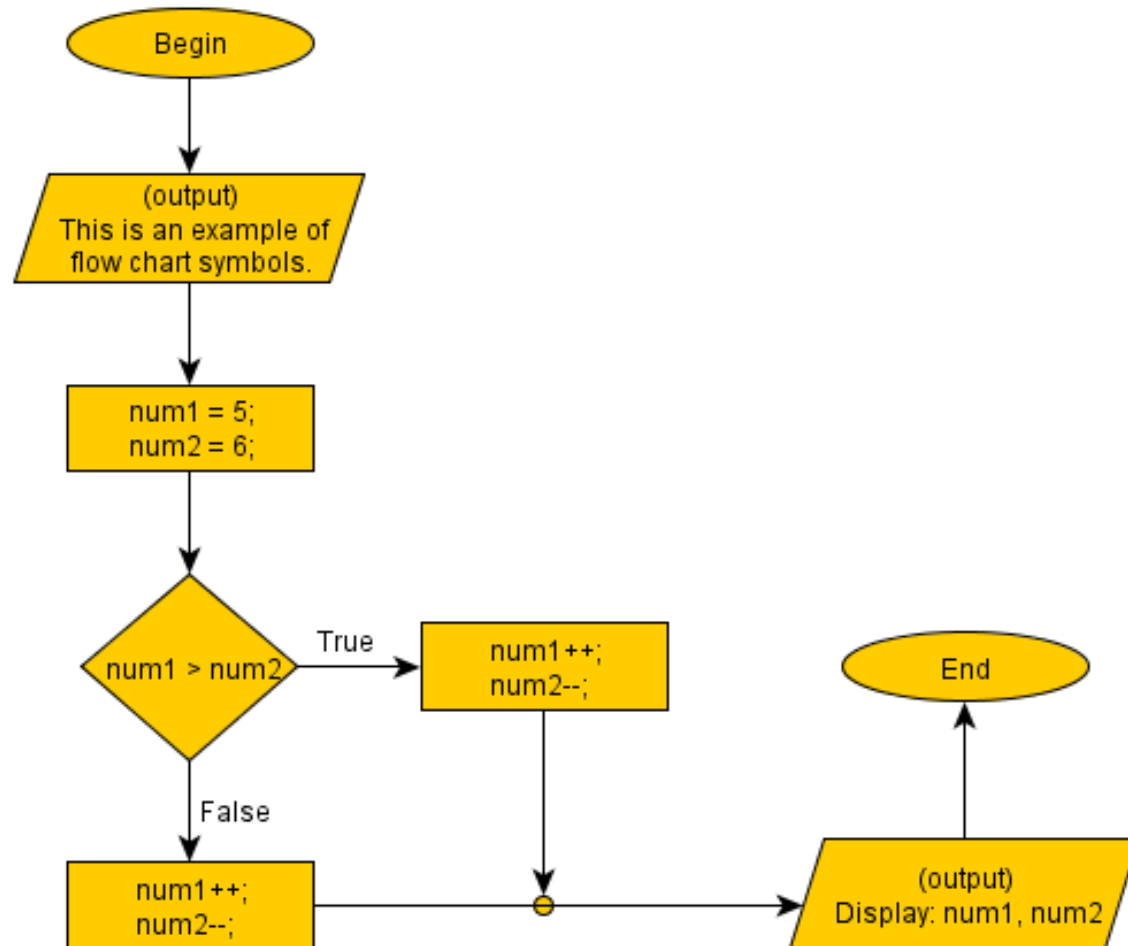 Begin
(output)
This is an example of
flow chart symbols.
num1 = 5;
num2 = 6;
num1 > num2
True
num1++;
num2--;
False
num1++;
num2--;
(output)
Display: num1, num2
End